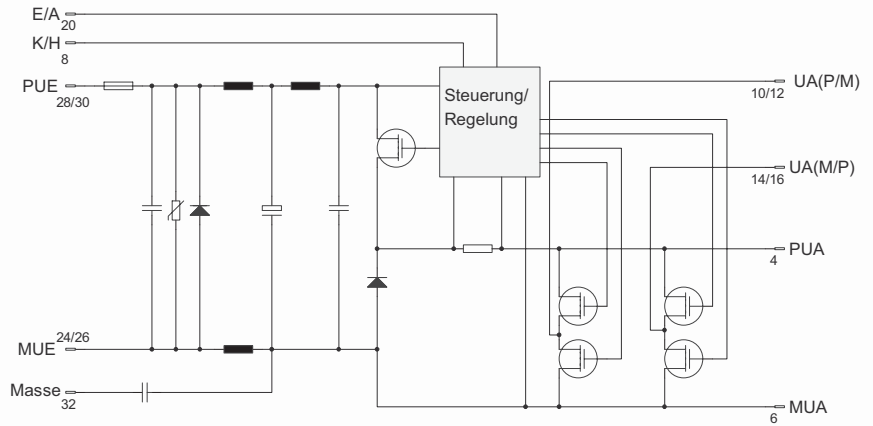 E/A
20
K/H
8
PUE
28/30
Steuerung/
Regelung
UA(P/M)
10/12
UA(M/P)
14/16
PUA
4
24/26
MUE
Masse
32
MUA
6